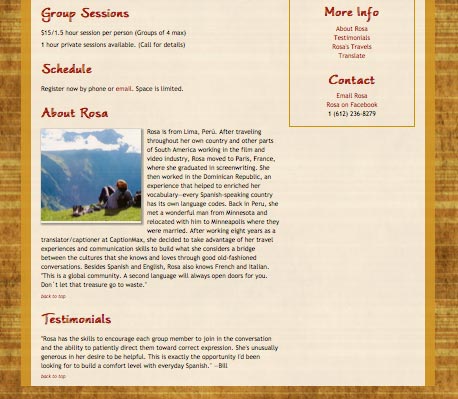 Group Sessions
$15/1.5 hour session per person (Groups of 4 max)
1 hour private sessions available. (Call for details)
Schedule
Register now by phone or email. Space is limited.
About Rosa
Rosa is from Lima, Perú. After traveling
throughout her own country and other parts
of South America working in the film and
video industry, Rosa moved to Paris, France,
where she graduated in screenwriting. She
then worked in the Dominican Republic, an
experience that helped to enriched her
vocabulary—every Spanish-speaking country
has its own language codes. Back in Peru, she
met a wonderful man from Minnesota and
relocated with him to Minneapolis where they
were married. After working eight years as a
translator/captioner at CaptionMax, she decided to take advantage of her travel
experiences and communication skills to build what she considers a bridge
between the cultures that she knows and loves through good old-fashioned
conversations. Besides Spanish and English, Rosa also knows French and Italian.
"This is a global community. A second language will always open doors for you.
Don´t let that treasure go to waste."
back to top
Testimonials
"Rosa has the skills to encourage each group member to join in the conversation
and the ability to patiently direct them toward correct expression. She's unusually
generous in her desire to be helpful. This is exactly the opportunity I'd been
looking for to build a comfort level with everyday Spanish." —Bill
back to top
More Info
About Rosa
Testimonials
Rosa's Travels
Translate
Contact
Email Rosa
Rosa on Facebook
1 (612) 236-8279